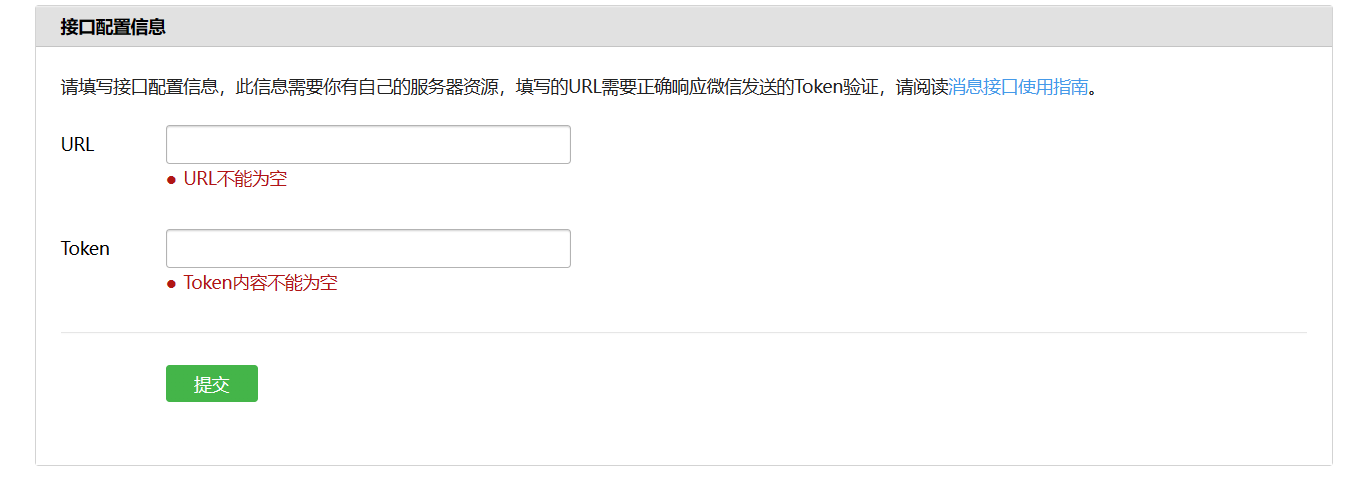 接口配置信息
请填写接口配置信息，此信息需要你有自己的服务器资源，填写的URL需要正确响应微信发送的Token验证，请阅读消息接口使用指南。
URL
● URL不能为空
Token
● Token内容不能为空
提交